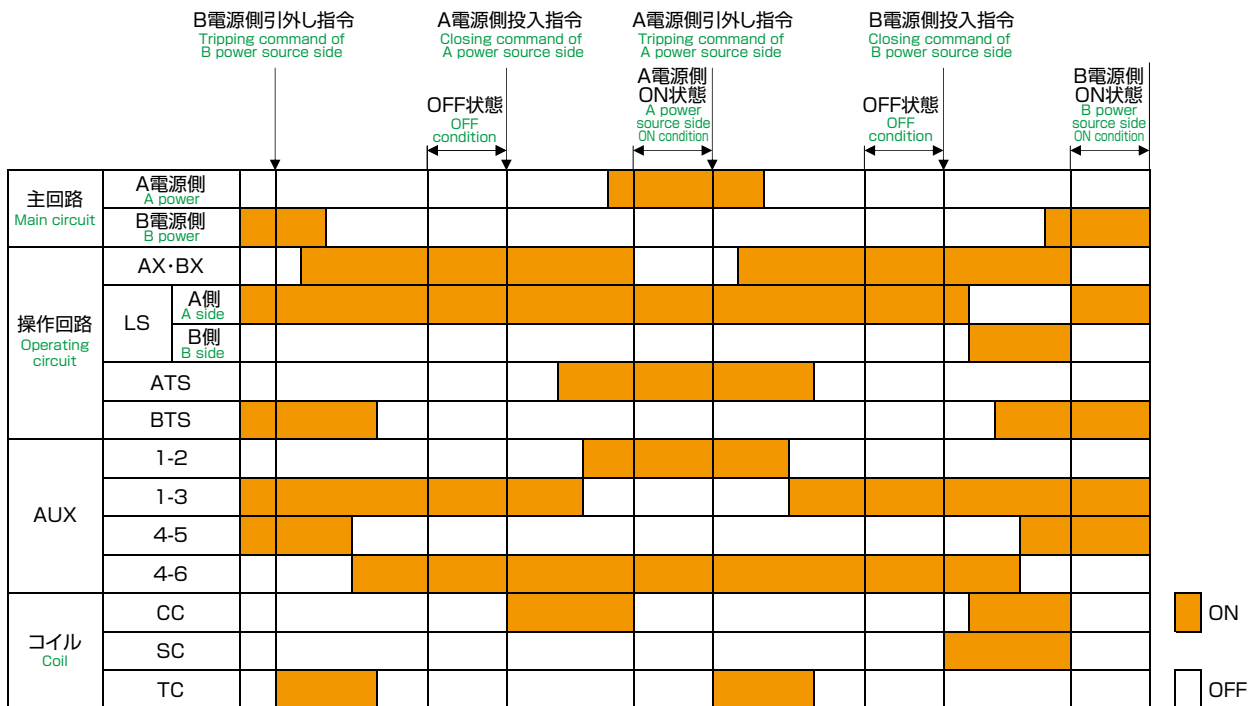 B電源側引外し指令
Tripping command of
B power source side
A電源側投入指令
Closing command of
A power source side
A電源側引外し指令
Tripping command of
A power source side
B電源側投入指令
Closing command of
B power source side
OFF状態
OFF
condition
A電源側
ON状態
A power
source side
ON condition
OFF状態
OFF
condition
B電源側
ON状態
B power
source side
ON condition
主回路
Main circuit
A電源側
A power
B電源側
B power
操作回路
Operating
circuit
AX・BX
LS
A側
A side
B側
B side
ATS
BTS
AUX
1-2
1-3
4-5
4-6
コイル
Coil
CC
SC
TC
ON
OFF